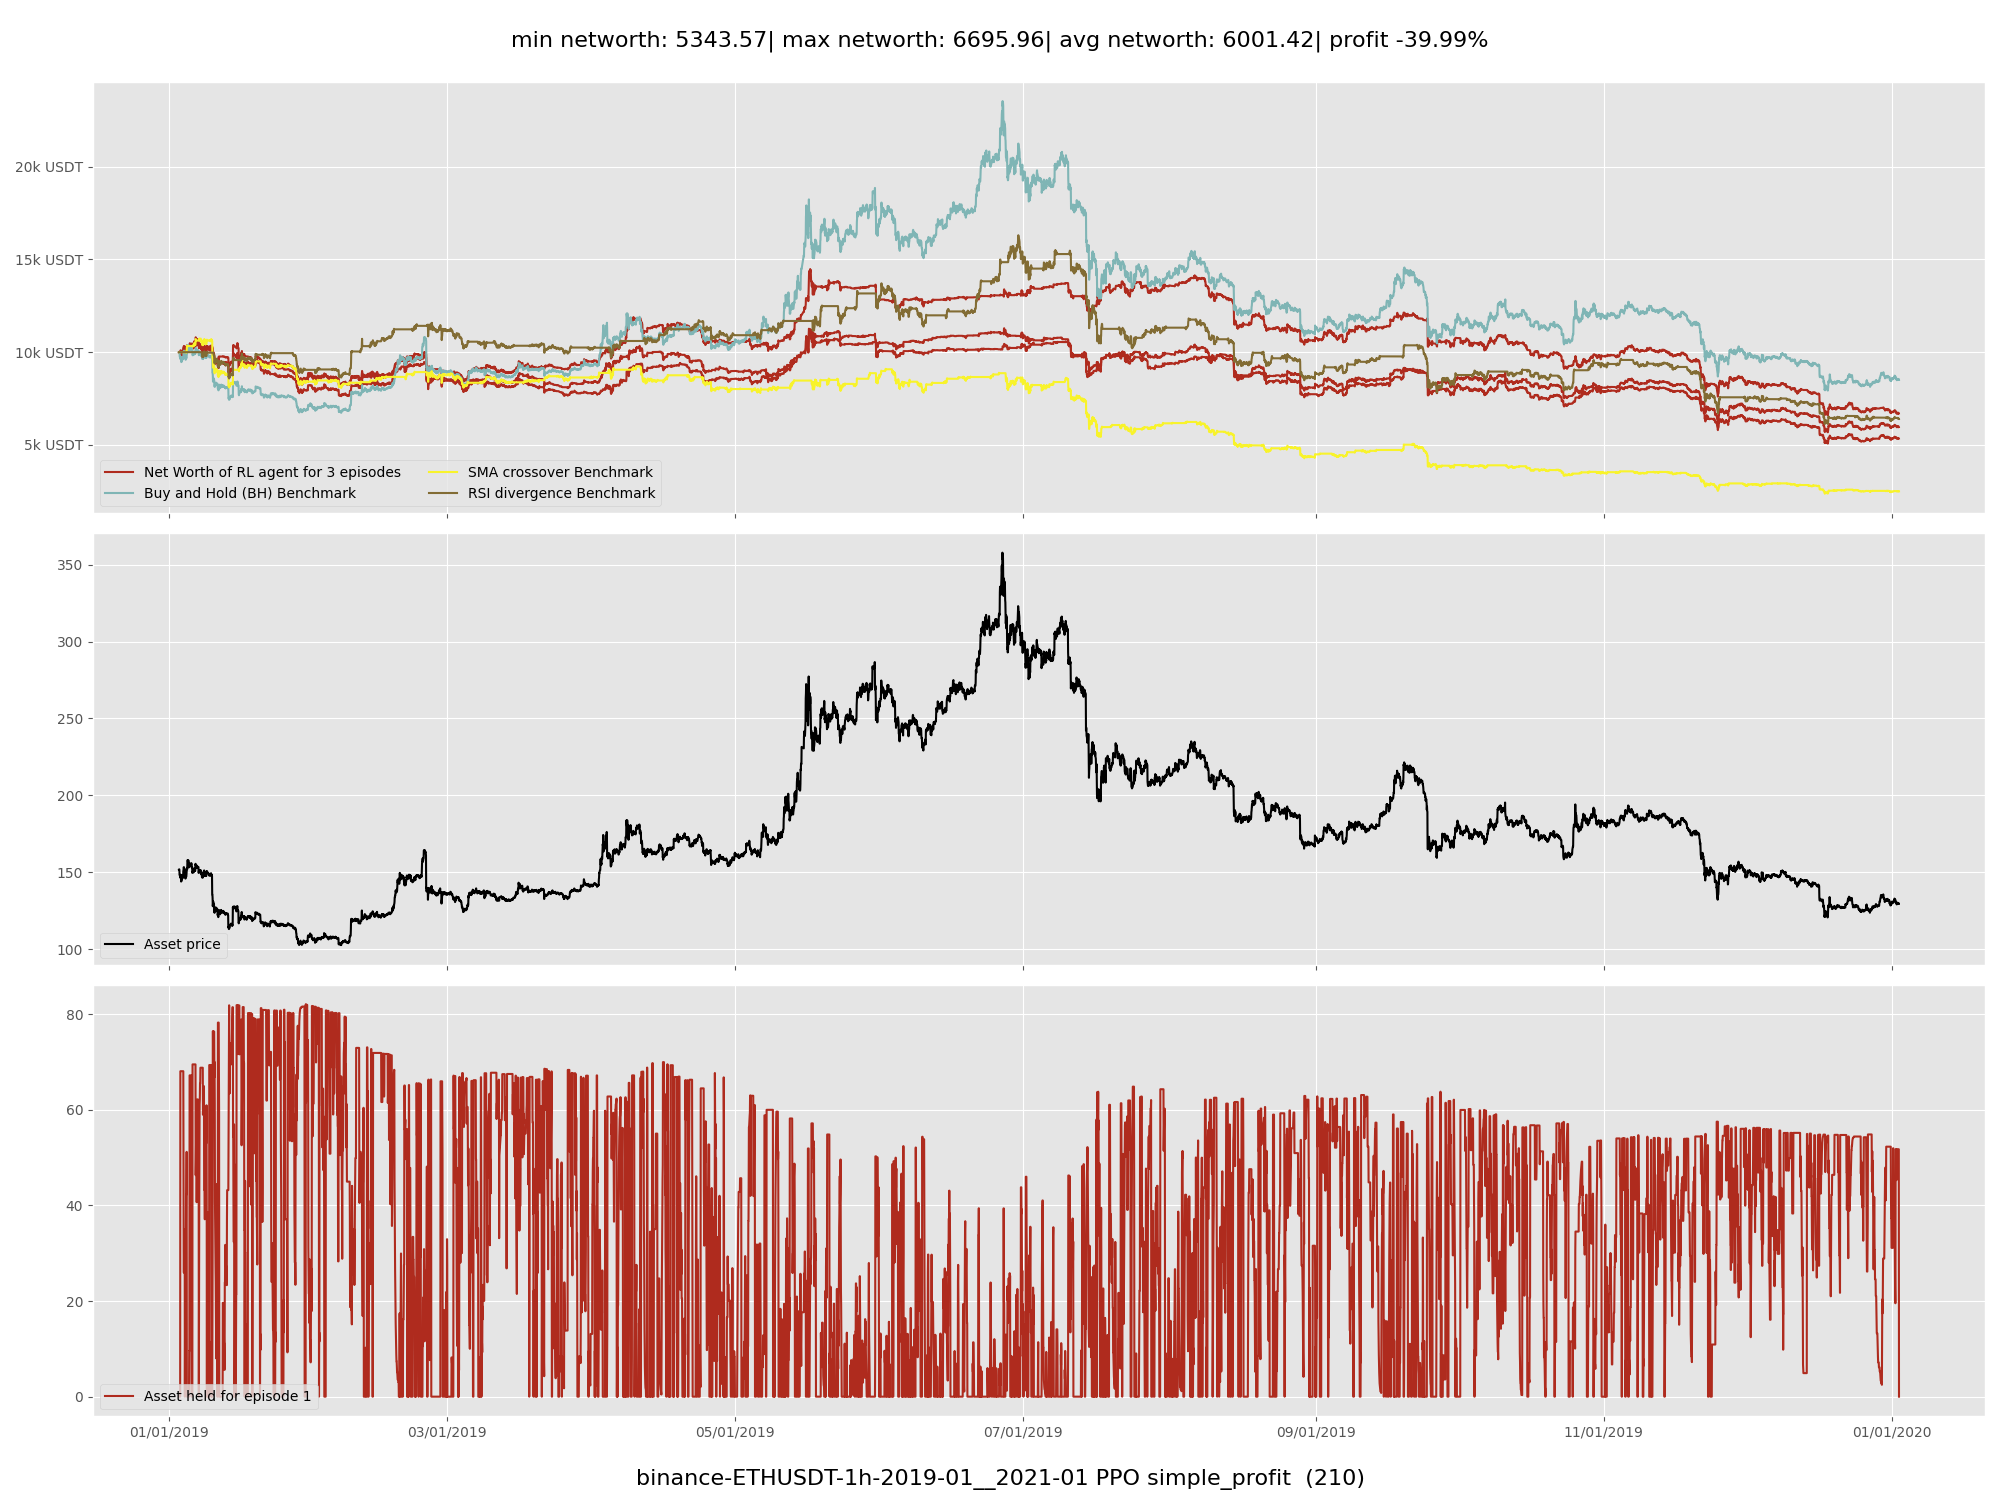 min networth: 5343.57| max networth: 6695.96| avg networth: 6001.42| profit -39.99%
20k USDT
15k USDT
10k USDT
5k USDT
Net Worth of RL agent for 3 episodes
Buy and Hold (BH) Benchmark
SMA crossover Benchmark
RSI divergence Benchmark
350
300
250
200
150
100
Asset price
80
60
40
20
0
Asset held for episode 1
01/01/2019 03/01/2019 05/01/2019 07/01/2019 09/01/2019 11/01/2019 01/01/2020
binance-ETHUSDT-1h-2019-01__2021-01 PPO simple_profit  (210)